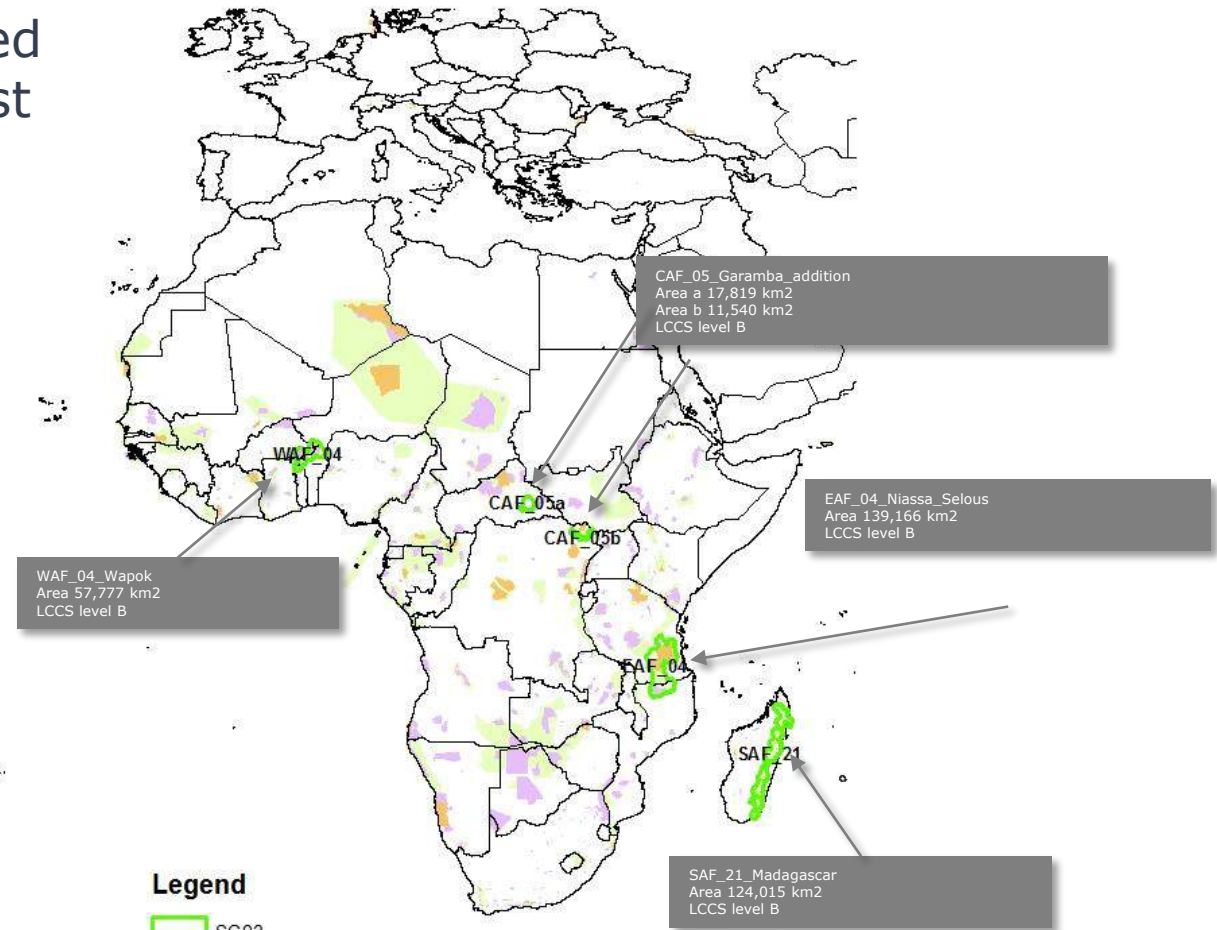 ed
st
CAF_05_Garamba_addition
Area a 17,819 km2
Area b 11,540 km2
LCCS level B
WAF_04
CAF_05a
EAF_04_Niassa_Selous
Area 139,166 km2
LCCS level B
CAF_05b
WAF_04_Wapok
Area 57,777 km2
LCCS level B
EAF_04
SAF_21
SAF_21_Madagascar
Area 124,015 km2
LCCS level B
Legend